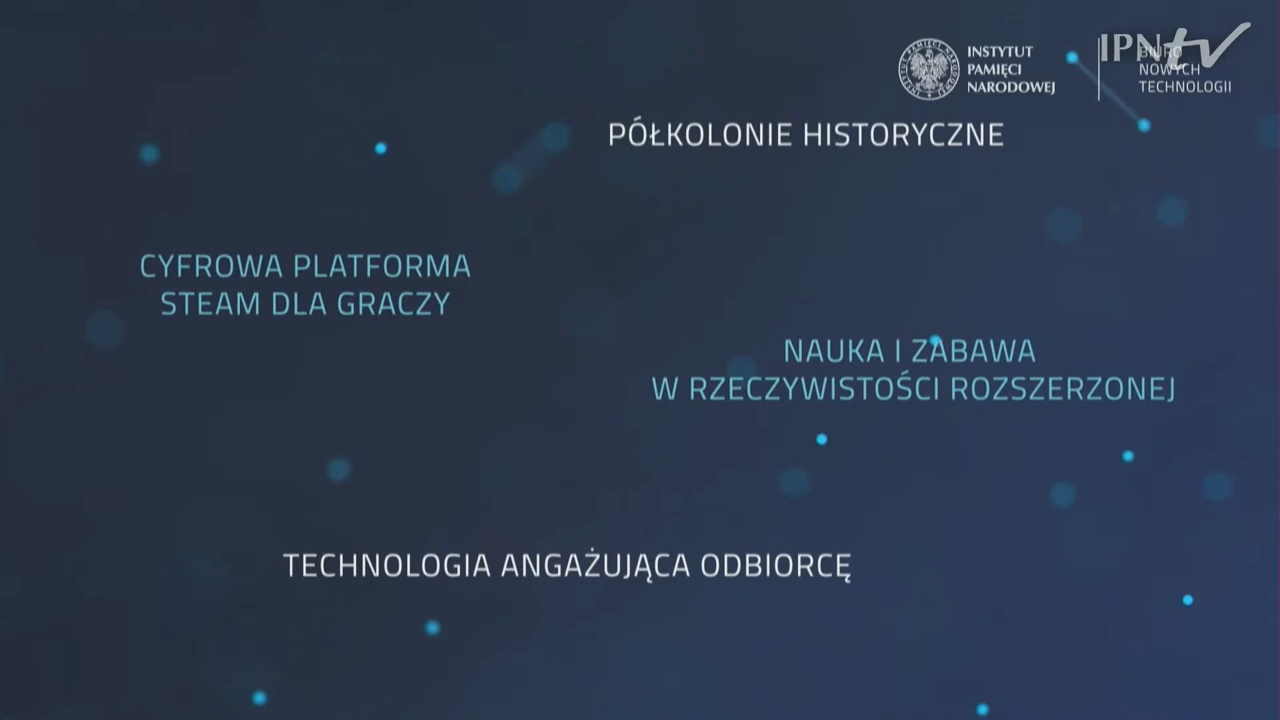 IPNtv
INSTYTUT
PAMIĘCI
NARODOWEJ
BIURO
NOWYCH
TECHNOLOGII
PÓŁKOLONIE HISTORYCZNE
CYFROWA PLATFORMA
STEAM DLA GRACZY
NAUKA I ZABAWA
W RZECZYWISTOŚCI ROZSZERZONEJ
TECHNOLOGIA ANGAŻUJĄCA ODBIORCĘ